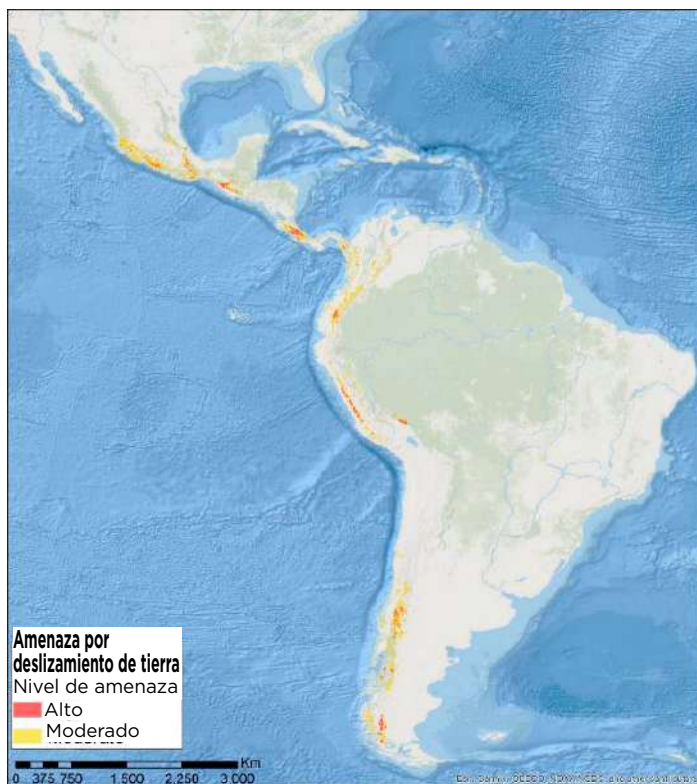 Amenaza por
deslizamiento de tierra
Nivel de amenaza
Alto
Moderado
Km
0 375 750 1.500 2.250 3.000